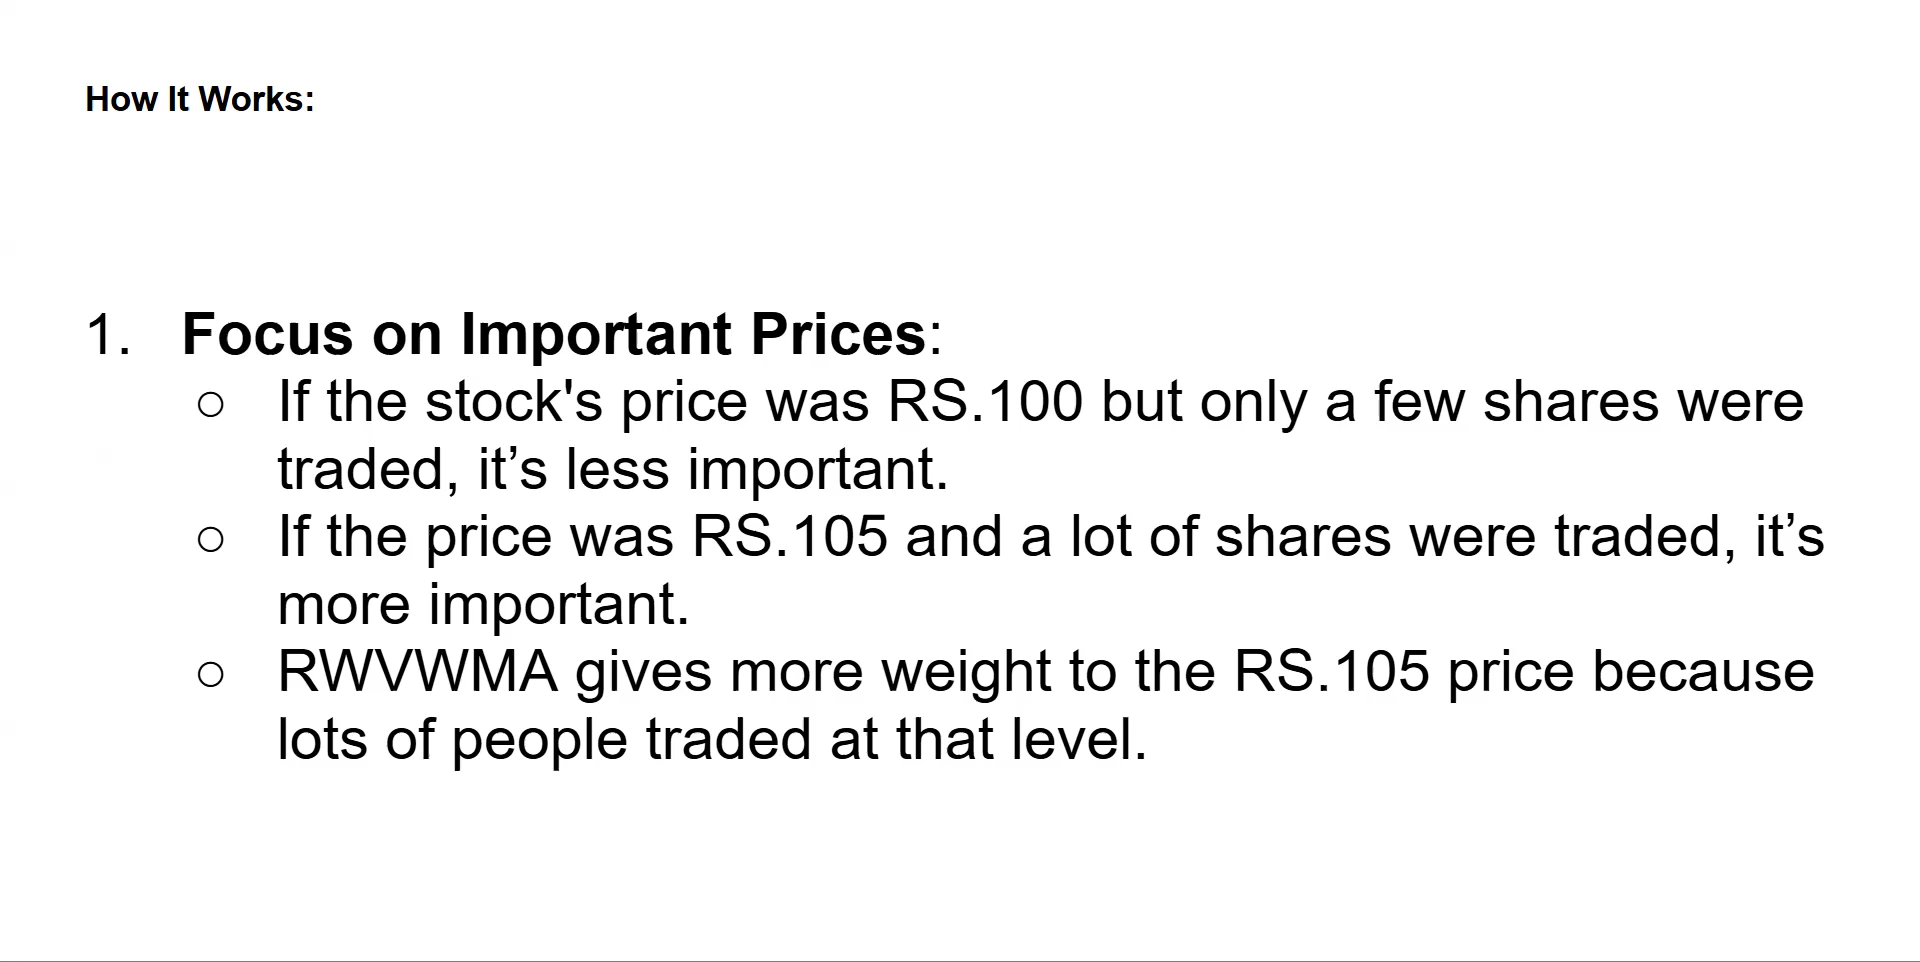 How It Works:
1. Focus on Important Prices:
○ If the stock's price was RS.100 but only a few shares were
traded, it’s less important.
○ If the price was RS.105 and a lot of shares were traded, it’s
more important.
○ RWVWMA gives more weight to the RS.105 price because
lots of people traded at that level.